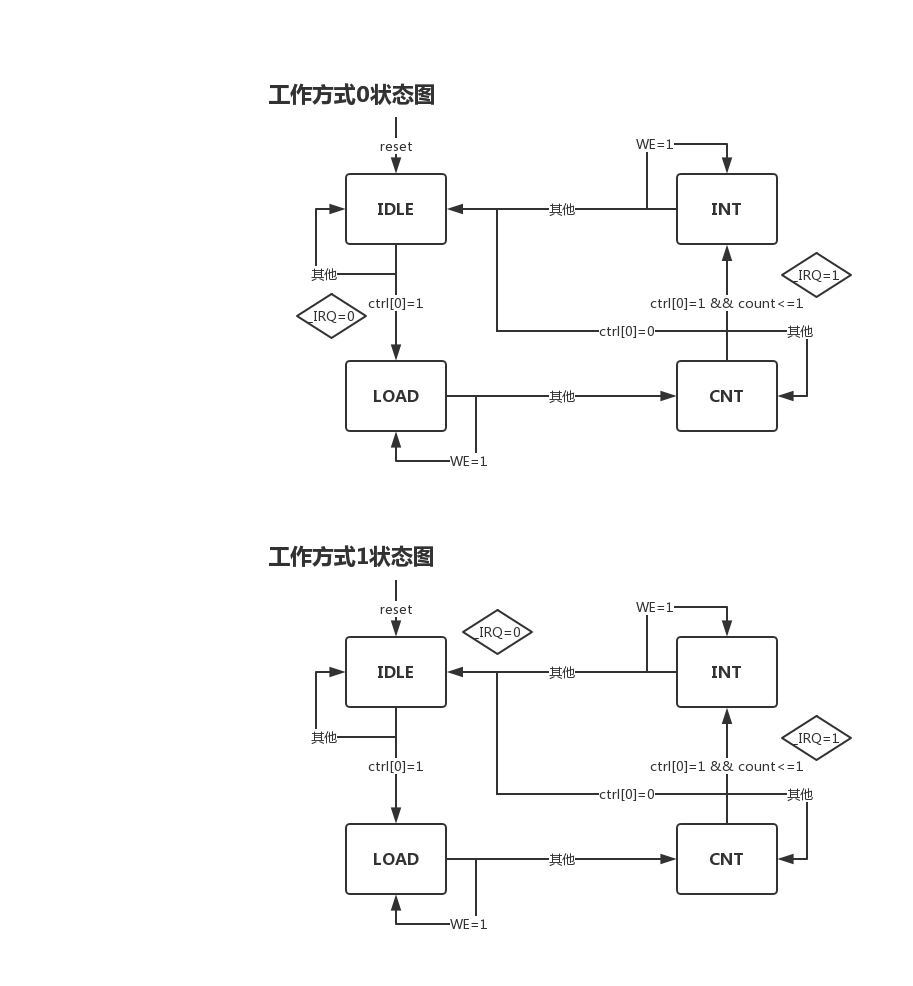 工作方式0状态图
reset
WE=1
IDLE
其他
INT
其他
_IRQ=1
ctrl[0]=1
ctrl[0]=1 && count<=1
_IRQ=0
ctrl[0]=0
其他
LOAD
其他
CNT
WE=1
工作方式1状态图
reset
WE=1
_IRQ=0
IDLE
其他
INT
其他
_IRQ=1
ctrl[0]=1
ctrl[0]=1 && count<=1
ctrl[0]=0
其他
LOAD
其他
CNT
WE=1